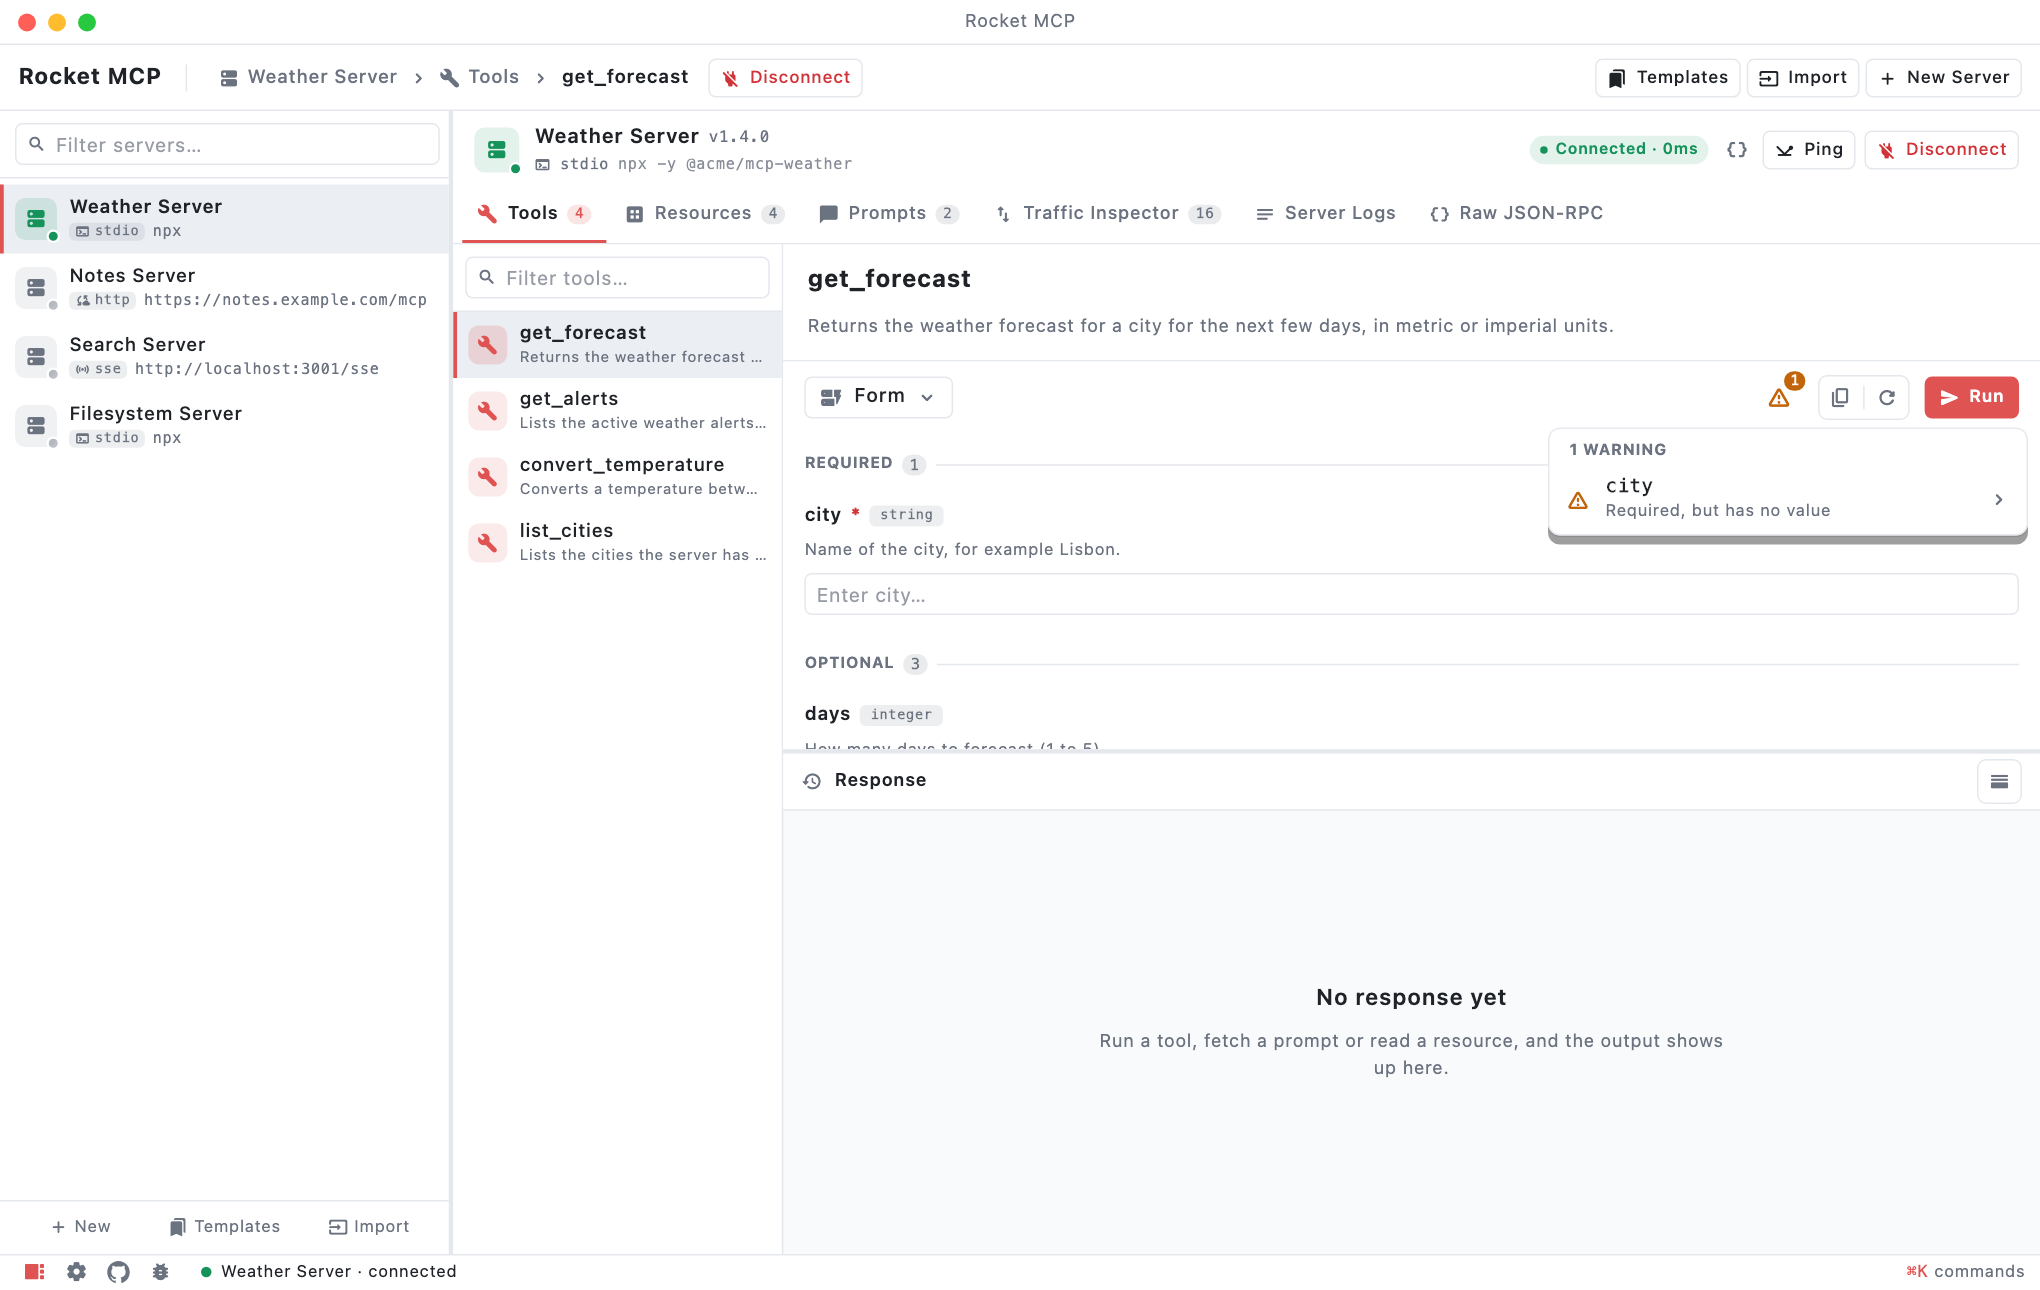 Rocket MCP
Rocket MCP
Weather Server › Tools › get_forecast
Disconnect
Templates
Import
+ New Server
Filter servers...
Weather Server
stdio npx
Notes Server
http https://notes.example.com/mcp
Search Server
sse http://localhost:3001/sse
Filesystem Server
stdio npx
Weather Server v1.4.0
stdio npx -y @acme/mcp-weather
Connected · 0ms
{}
Ping
Disconnect
Tools 4
Resources 4
Prompts 2
Traffic Inspector 16
Server Logs
{} Raw JSON-RPC
Filter tools...
get_forecast
Returns the weather forecast ...
get_alerts
Lists the active weather alerts...
convert_temperature
Converts a temperature betw...
list_cities
Lists the cities the server has ...
get_forecast
Returns the weather forecast for a city for the next few days, in metric or imperial units.
Form
1
Run
1 WARNING
city
Required, but has no value
REQUIRED 1
city * string
Name of the city, for example Lisbon.
Enter city...
OPTIONAL 3
days integer
How many days to forecast (1 to 5)
Response
No response yet
Run a tool, fetch a prompt or read a resource, and the output shows
up here.
+ New
Templates
Import
Weather Server · connected
⌘K commands